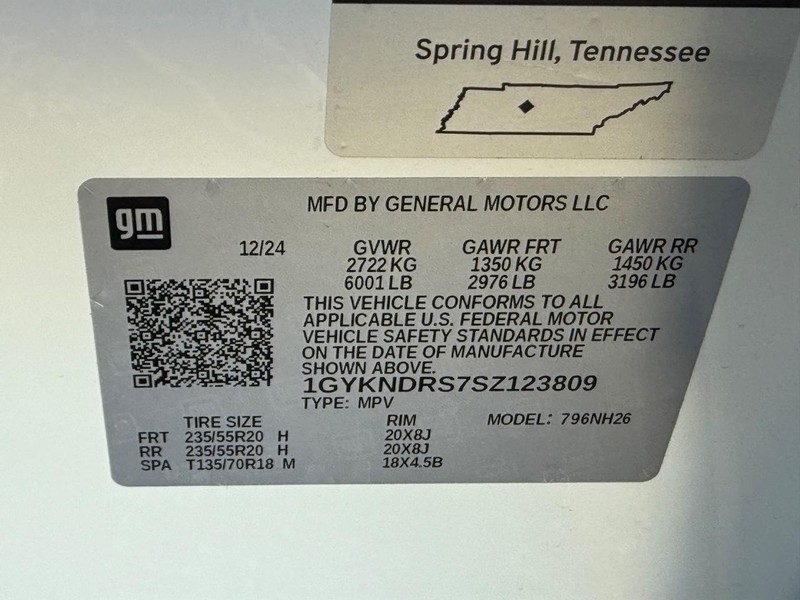 Spring Hill, Tennessee
gm
MFD BY GENERAL MOTORS LLC
12/24 GVWR GAWR FRT GAWR RR
2722 KG 1350 KG 1450 KG
6001 LB 2976 LB 3196 LB
THIS VEHICLE CONFORMS TO ALL
APPLICABLE U.S. FEDERAL MOTOR
VEHICLE SAFETY STANDARDS IN EFFECT
ON THE DATE OF MANUFACTURE
SHOWN ABOVE.
1GYKNDRS7SZ123809
TYPE: MPV
TIRE SIZE RIM MODEL: 796NH26
FRT 235/55R20 H 20X8J
RR 235/55R20 H 20X8J
SPA T135/70R18 M 18X4.5B